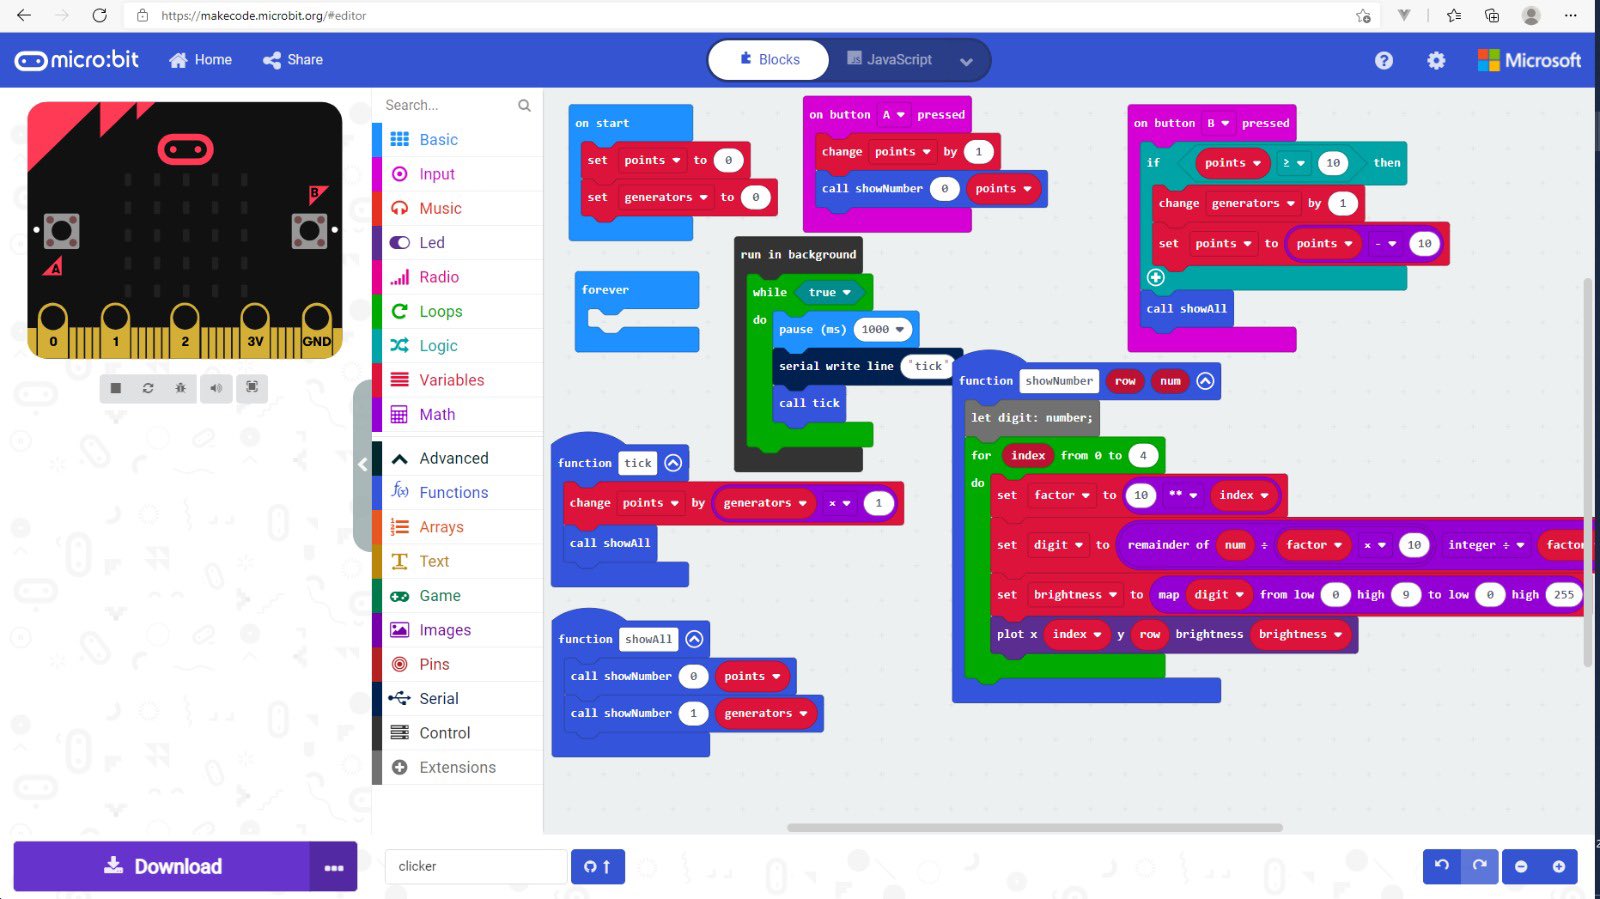 https://makecode.microbit.org/#editor
micro:bit
Home
Share
Blocks
JavaScript
Microsoft
B
A
0 1 2 3V GND
Search...
Basic
Input
Music
Led
Radio
Loops
Logic
Variables
Math
Advanced
Functions
Arrays
Text
Game
Images
Pins
Serial
Control
Extensions
on start
set points to 0
set generators to 0
on button A pressed
change points by 1
call showNumber 0 points
on button B pressed
if points ≥ 10 then
change generators by 1
set points to points - 10
call showAll
forever
run in background
while true
do
pause (ms) 1000
serial write line "tick"
call tick
function showNumber row num
let digit: number;
for index from 0 to 4
do
set factor to 10 ** index
set digit to remainder of num ÷ factor × 10 integer ÷ factor
set brightness to map digit from low 0 high 9 to low 0 high 255
plot x index y row brightness brightness
function tick
change points by generators × 1
call showAll
function showAll
call showNumber 0 points
call showNumber 1 generators
Download
clicker